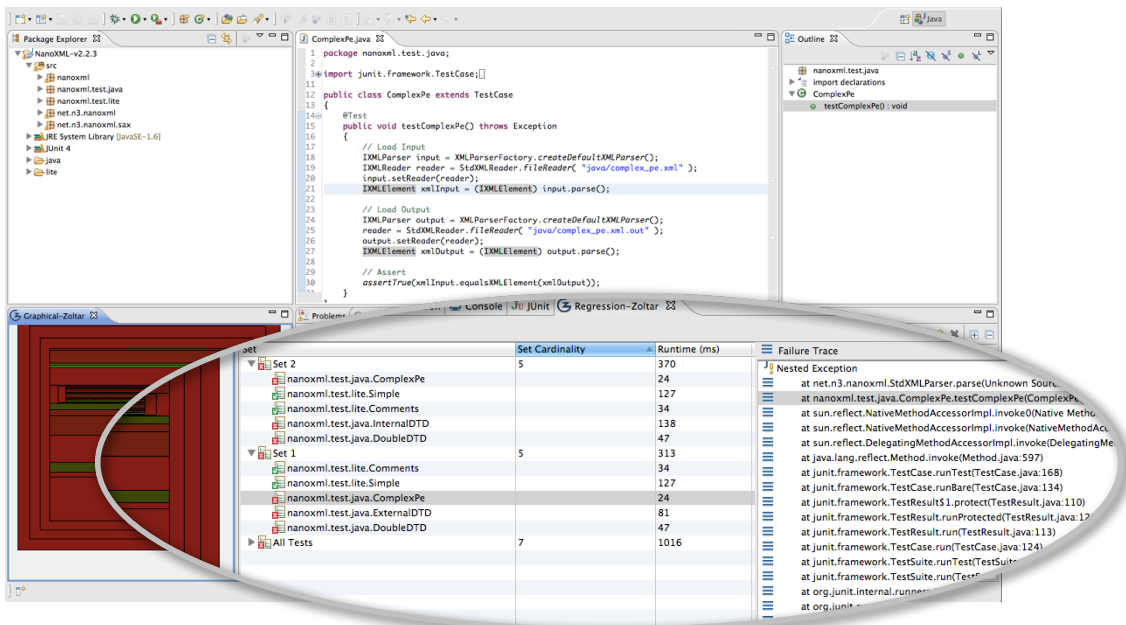 Java
Package Explorer
NanoXML-v2.2.3
src
nanoxml
nanoxml.test.java
nanoxml.test.lite
net.n3.nanoxml
net.n3.nanoxml.sax
JRE System Library [JavaSE-1.6]
JUnit 4
java
lite
ComplexPe.java
1 package nanoxml.test.java;
2
3 import junit.framework.TestCase;
11
12 public class ComplexPe extends TestCase
13 {
14 @Test
15 public void testComplexPe() throws Exception
16 {
17 // Load Input
18 IXMLParser input = XMLParserFactory.createDefaultXMLParser();
19 IXMLReader reader = StdXMLReader.fileReader( "java/complex_pe.xml" );
20 input.setReader(reader);
21 IXMLElement xmlInput = (IXMLElement) input.parse();
22
23 // Load Output
24 IXMLParser output = XMLParserFactory.createDefaultXMLParser();
25 reader = StdXMLReader.fileReader( "java/complex_pe.xml.out" );
26 output.setReader(reader);
27 IXMLElement xmlOutput = (IXMLElement) output.parse();
28
29 // Assert
30 assertTrue(xmlInput.equalsXMLElement(xmlOutput));
}
Outline
nanoxml.test.java
import declarations
ComplexPe
testComplexPe() : void
Graphical-Zoltar
Problems
Console
JUnit
Regression-Zoltar
Set Set Cardinality Runtime (ms)
Set 2 5 370
nanoxml.test.java.ComplexPe 24
nanoxml.test.lite.Simple 127
nanoxml.test.lite.Comments 34
nanoxml.test.java.InternalDTD 138
nanoxml.test.java.DoubleDTD 47
Set 1 5 313
nanoxml.test.lite.Comments 34
nanoxml.test.lite.Simple 127
nanoxml.test.java.ComplexPe 24
nanoxml.test.java.ExternalDTD 81
nanoxml.test.java.DoubleDTD 47
All Tests 7 1016
Failure Trace
Nested Exception
at net.n3.nanoxml.StdXMLParser.parse(Unknown
at nanoxml.test.java.ComplexPe.testComplexPe(ComplexPe
at sun.reflect.NativeMethodAccessorImpl.invoke0(Native
at sun.reflect.NativeMethodAccessorImpl.invoke(NativeMethodAcc
at sun.reflect.DelegatingMethodAccessorImpl.invoke(DelegatingMe
at java.lang.reflect.Method.invoke(Method.java:597)
at junit.framework.TestCase.runTest(TestCase.java:168)
at junit.framework.TestCase.runBare(TestCase.java:134)
at junit.framework.TestResult$1.protect(TestResult.java:110)
at junit.framework.TestResult.runProtected(TestResult.java:12
at junit.framework.TestResult.run(TestResult.java:113)
at junit.framework.TestCase.run(TestCase.java:124)
at junit.framework.TestSuite.runTest(TestSuite
at junit.framework.TestSuite.run(
at org.junit.internal.
at org.junit